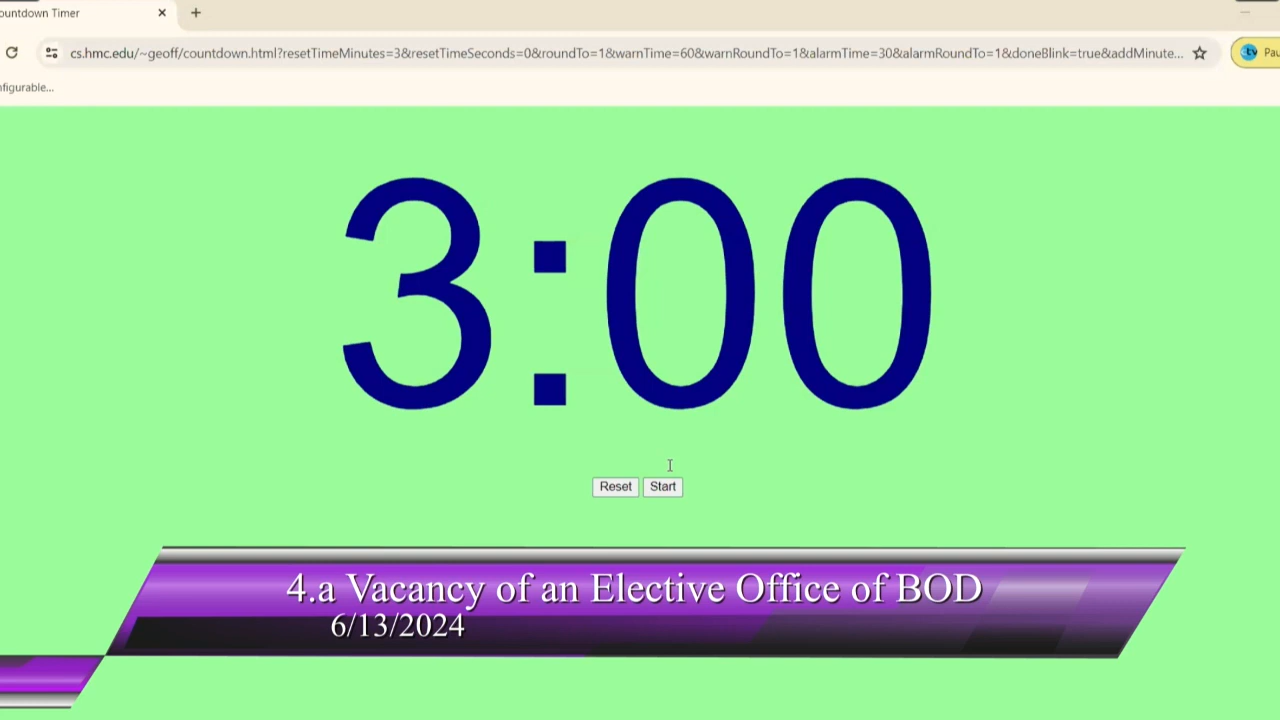 ountdown Timer
cs.hmc.edu/~geoff/countdown.html?resetTimeMinutes=3&resetTimeSeconds=0&roundTo=1&warnTime=60&warnRoundTo=1&alarmTime=30&alarmRoundTo=1&doneBlink=true&addMinute...
Pau
nfigurable...
3:00
Reset Start
4.a Vacancy of an Elective Office of BOD
6/13/2024